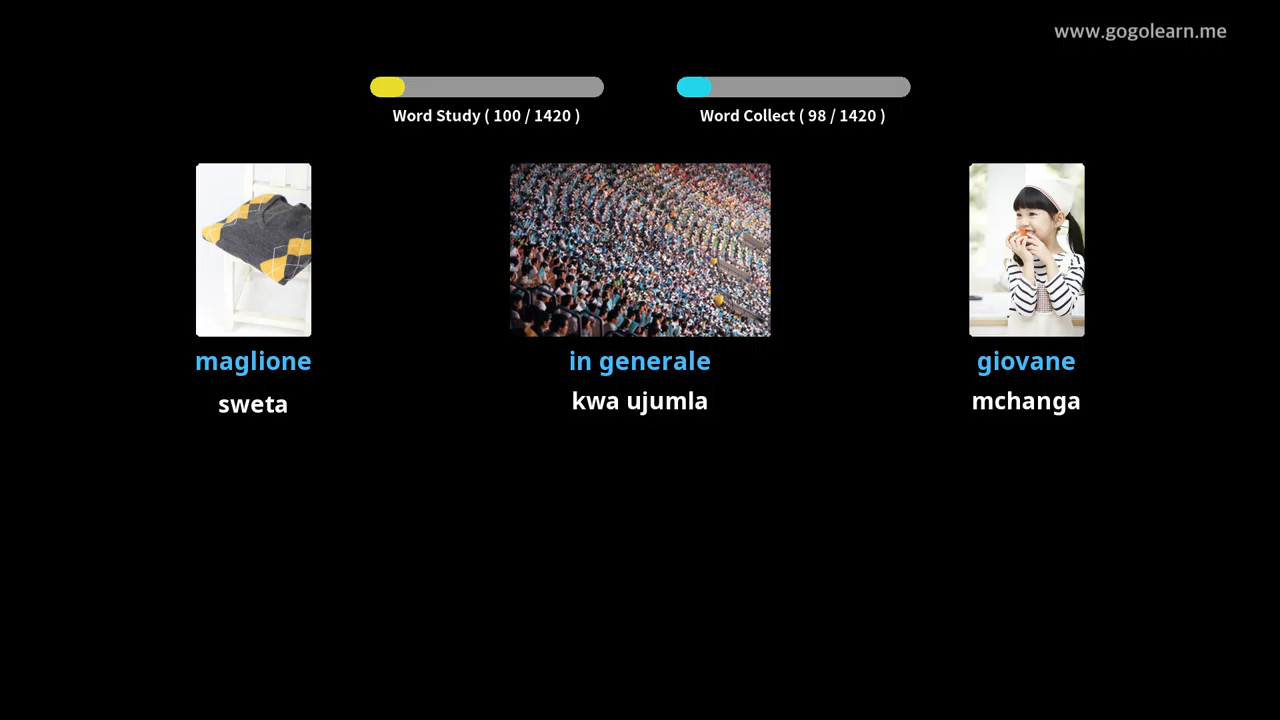 www.gogolearn.me
Word Study ( 100 / 1420 )
Word Collect ( 98 / 1420 )
maglione
in generale
giovane
sweta
kwa ujumla
mchanga